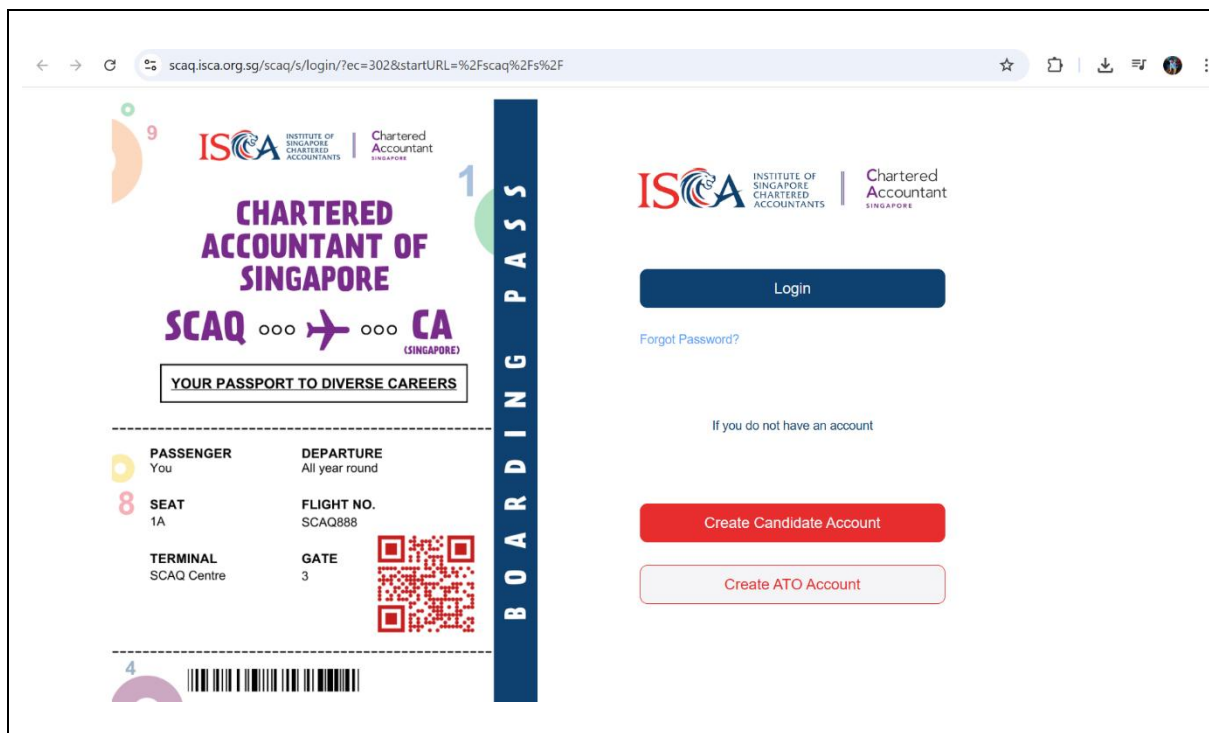 scaq.isca.org.sg/scaq/s/login/?ec=302&startURL=%2Fscaq%2Fs%2F
9
ISCA
INSTITUTE OF
SINGAPORE
CHARTERED
ACCOUNTANTS
Chartered
Accountant
SINGAPORE
1
CHARTERED
ACCOUNTANT OF
SINGAPORE
SCAQ ooo ooo CA
(SINGAPORE)
YOUR PASSPORT TO DIVERSE CAREERS
PASSENGER
You
DEPARTURE
All year round
8
SEAT
1A
FLIGHT NO.
SCAQ888
TERMINAL
SCAQ Centre
GATE
3
4
BOARDING PASS
ISCA
INSTITUTE OF
SINGAPORE
CHARTERED
ACCOUNTANTS
Chartered
Accountant
SINGAPORE
Login
Forgot Password?
If you do not have an account
Create Candidate Account
Create ATO Account